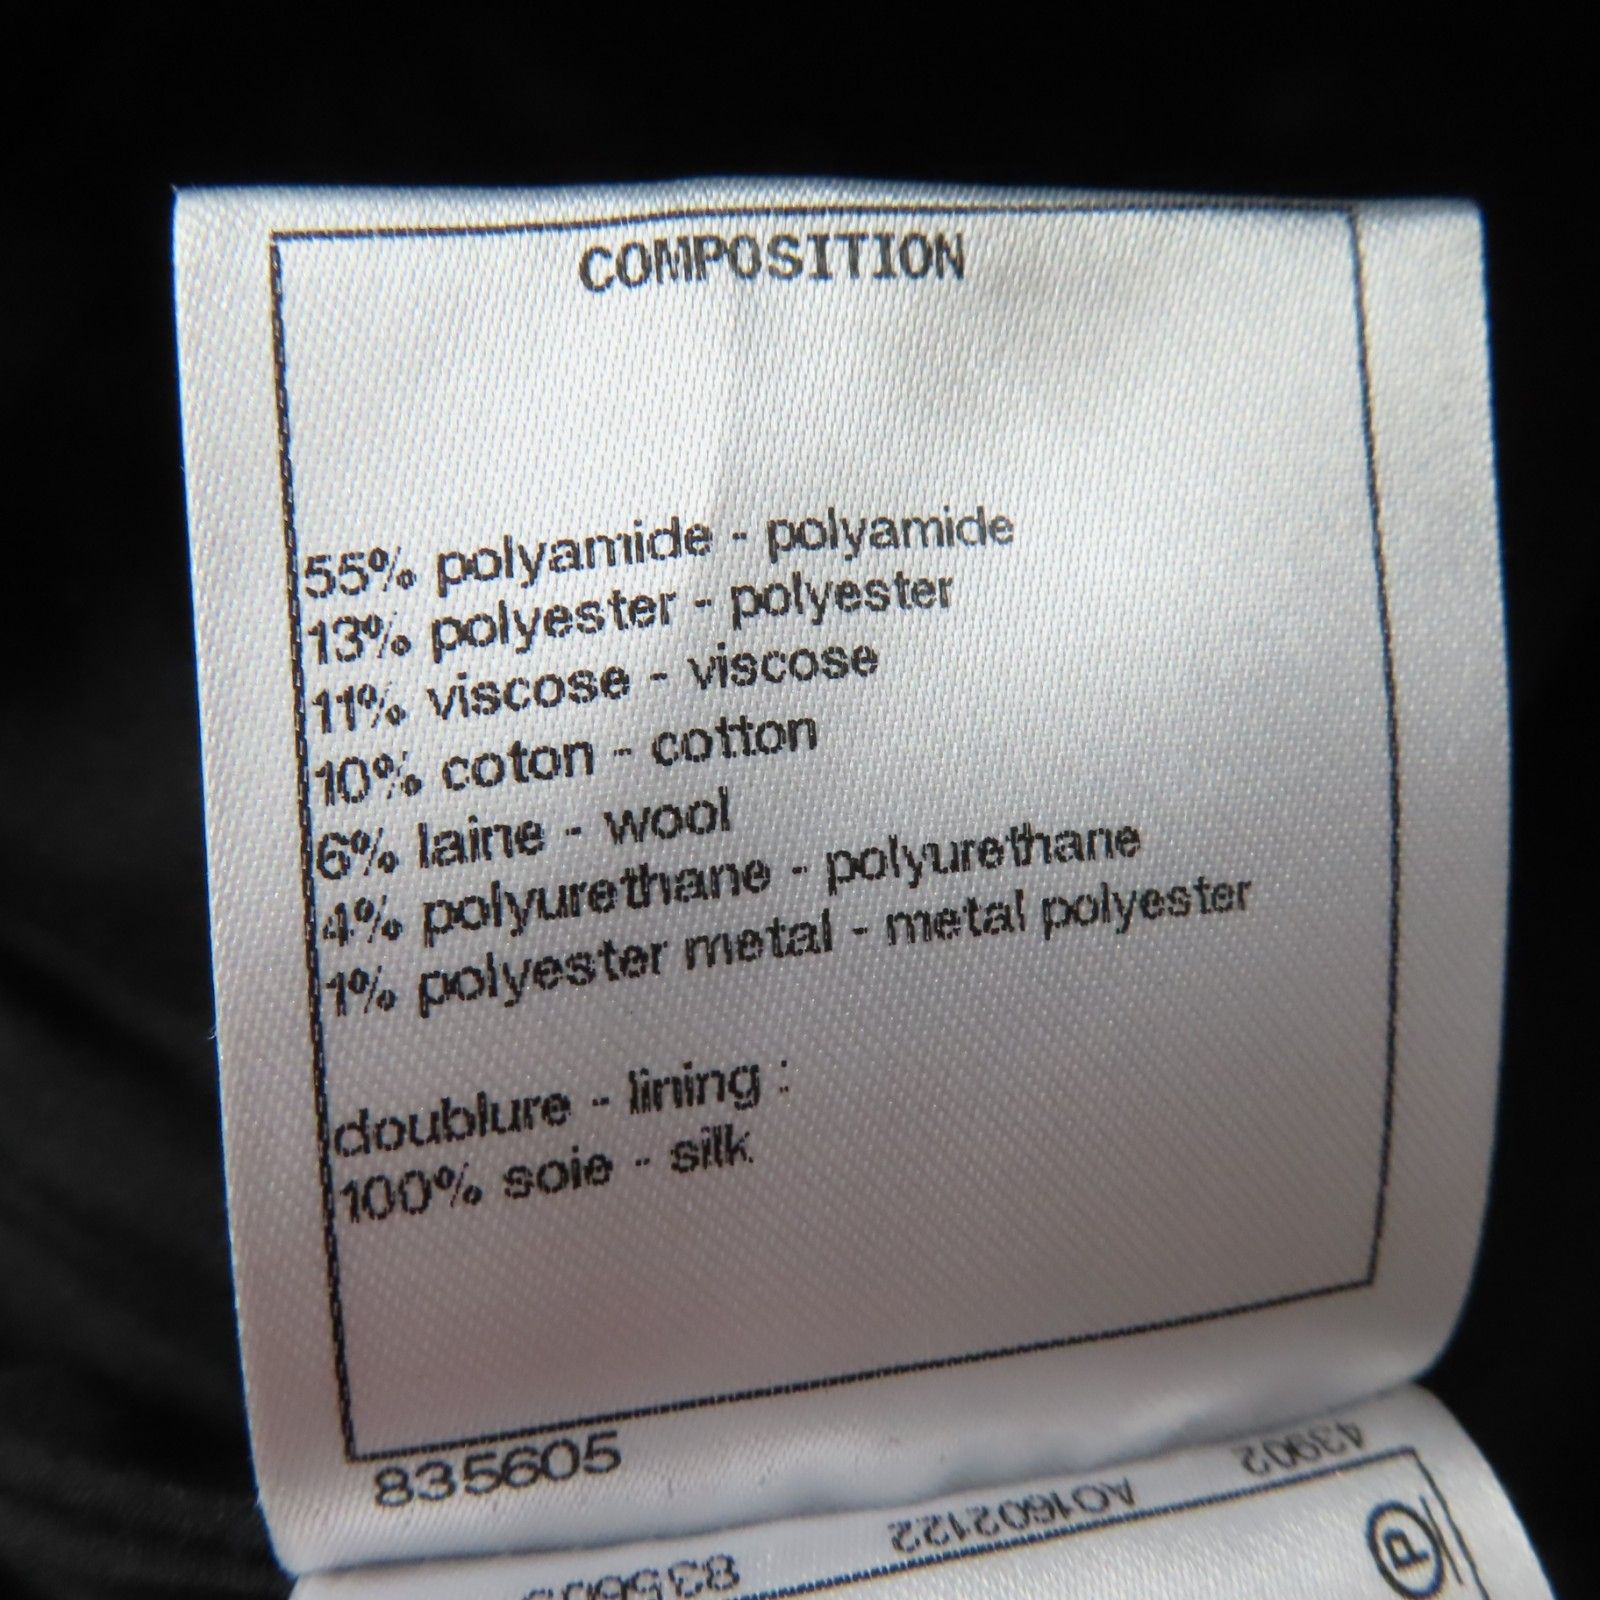 COMPOSITION
55% polyamide - polyamide
13% polyester - polyester
11% viscose - viscose
10% coton - cotton
6% laine - wool
4% polyurethane - polyurethane
1% polyester metal - metal polyester
doublure - lining :
100% soie - silk
835605
43902
AO1602122
P